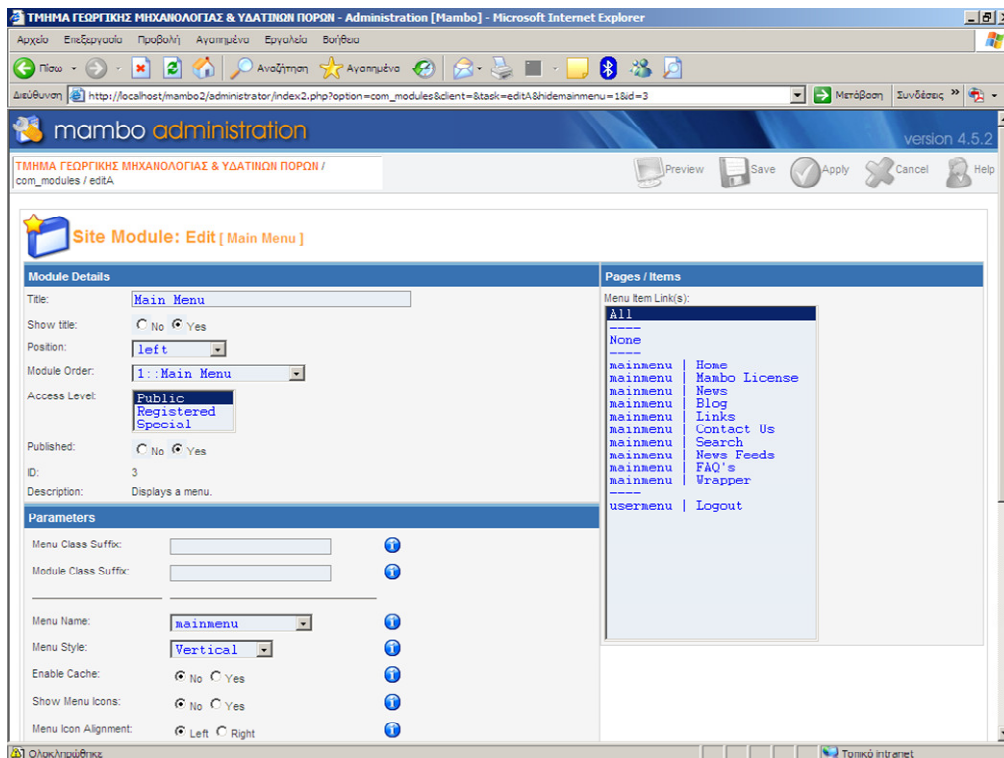 ΤΜΗΜΑ ΓΕΩΡΓΙΚΗΣ ΜΗΧΑΝΟΛΟΓΙΑΣ & ΥΔΑΤΙΝΩΝ ΠΟΡΩΝ - Administration [Mambo] - Microsoft Internet Explorer
Αρχείο Επεξεργασία Προβολή Αγαπημένα Εργαλεία Βοήθεια
Πίσω Αναζήτηση Αγαπημένα
Διεύθυνση http://localhost/mambo2/administrator/index2.php?option=com_modules&client=&task=editA&hidemainmenu=1&id=3 Μετάβαση Συνδέσεις »
mambo administration
version 4.5.2
ΤΜΗΜΑ ΓΕΩΡΓΙΚΗΣ ΜΗΧΑΝΟΛΟΓΙΑΣ & ΥΔΑΤΙΝΩΝ ΠΟΡΩΝ /
com_modules / editA
Preview Save Apply Cancel Help
Site Module: Edit [ Main Menu ]
Module Details
Title: Main Menu
Show title: No Yes
Position: left
Module Order: 1::Main Menu
Access Level: Public
Registered
Special
Published: No Yes
ID: 3
Description: Displays a menu.
Parameters
Menu Class Suffix:
Module Class Suffix:
Menu Name: mainmenu
Menu Style: Vertical
Enable Cache: No Yes
Show Menu Icons: No Yes
Menu Icon Alignment: Left Right
Pages / Items
Menu Item Link(s):
All
----
None
----
mainmenu | Home
mainmenu | Mambo License
mainmenu | News
mainmenu | Blog
mainmenu | Links
mainmenu | Contact Us
mainmenu | Search
mainmenu | News Feeds
mainmenu | FAQ's
mainmenu | Wrapper
----
usermenu | Logout
Ολοκληρώθηκε Τοπικό intranet